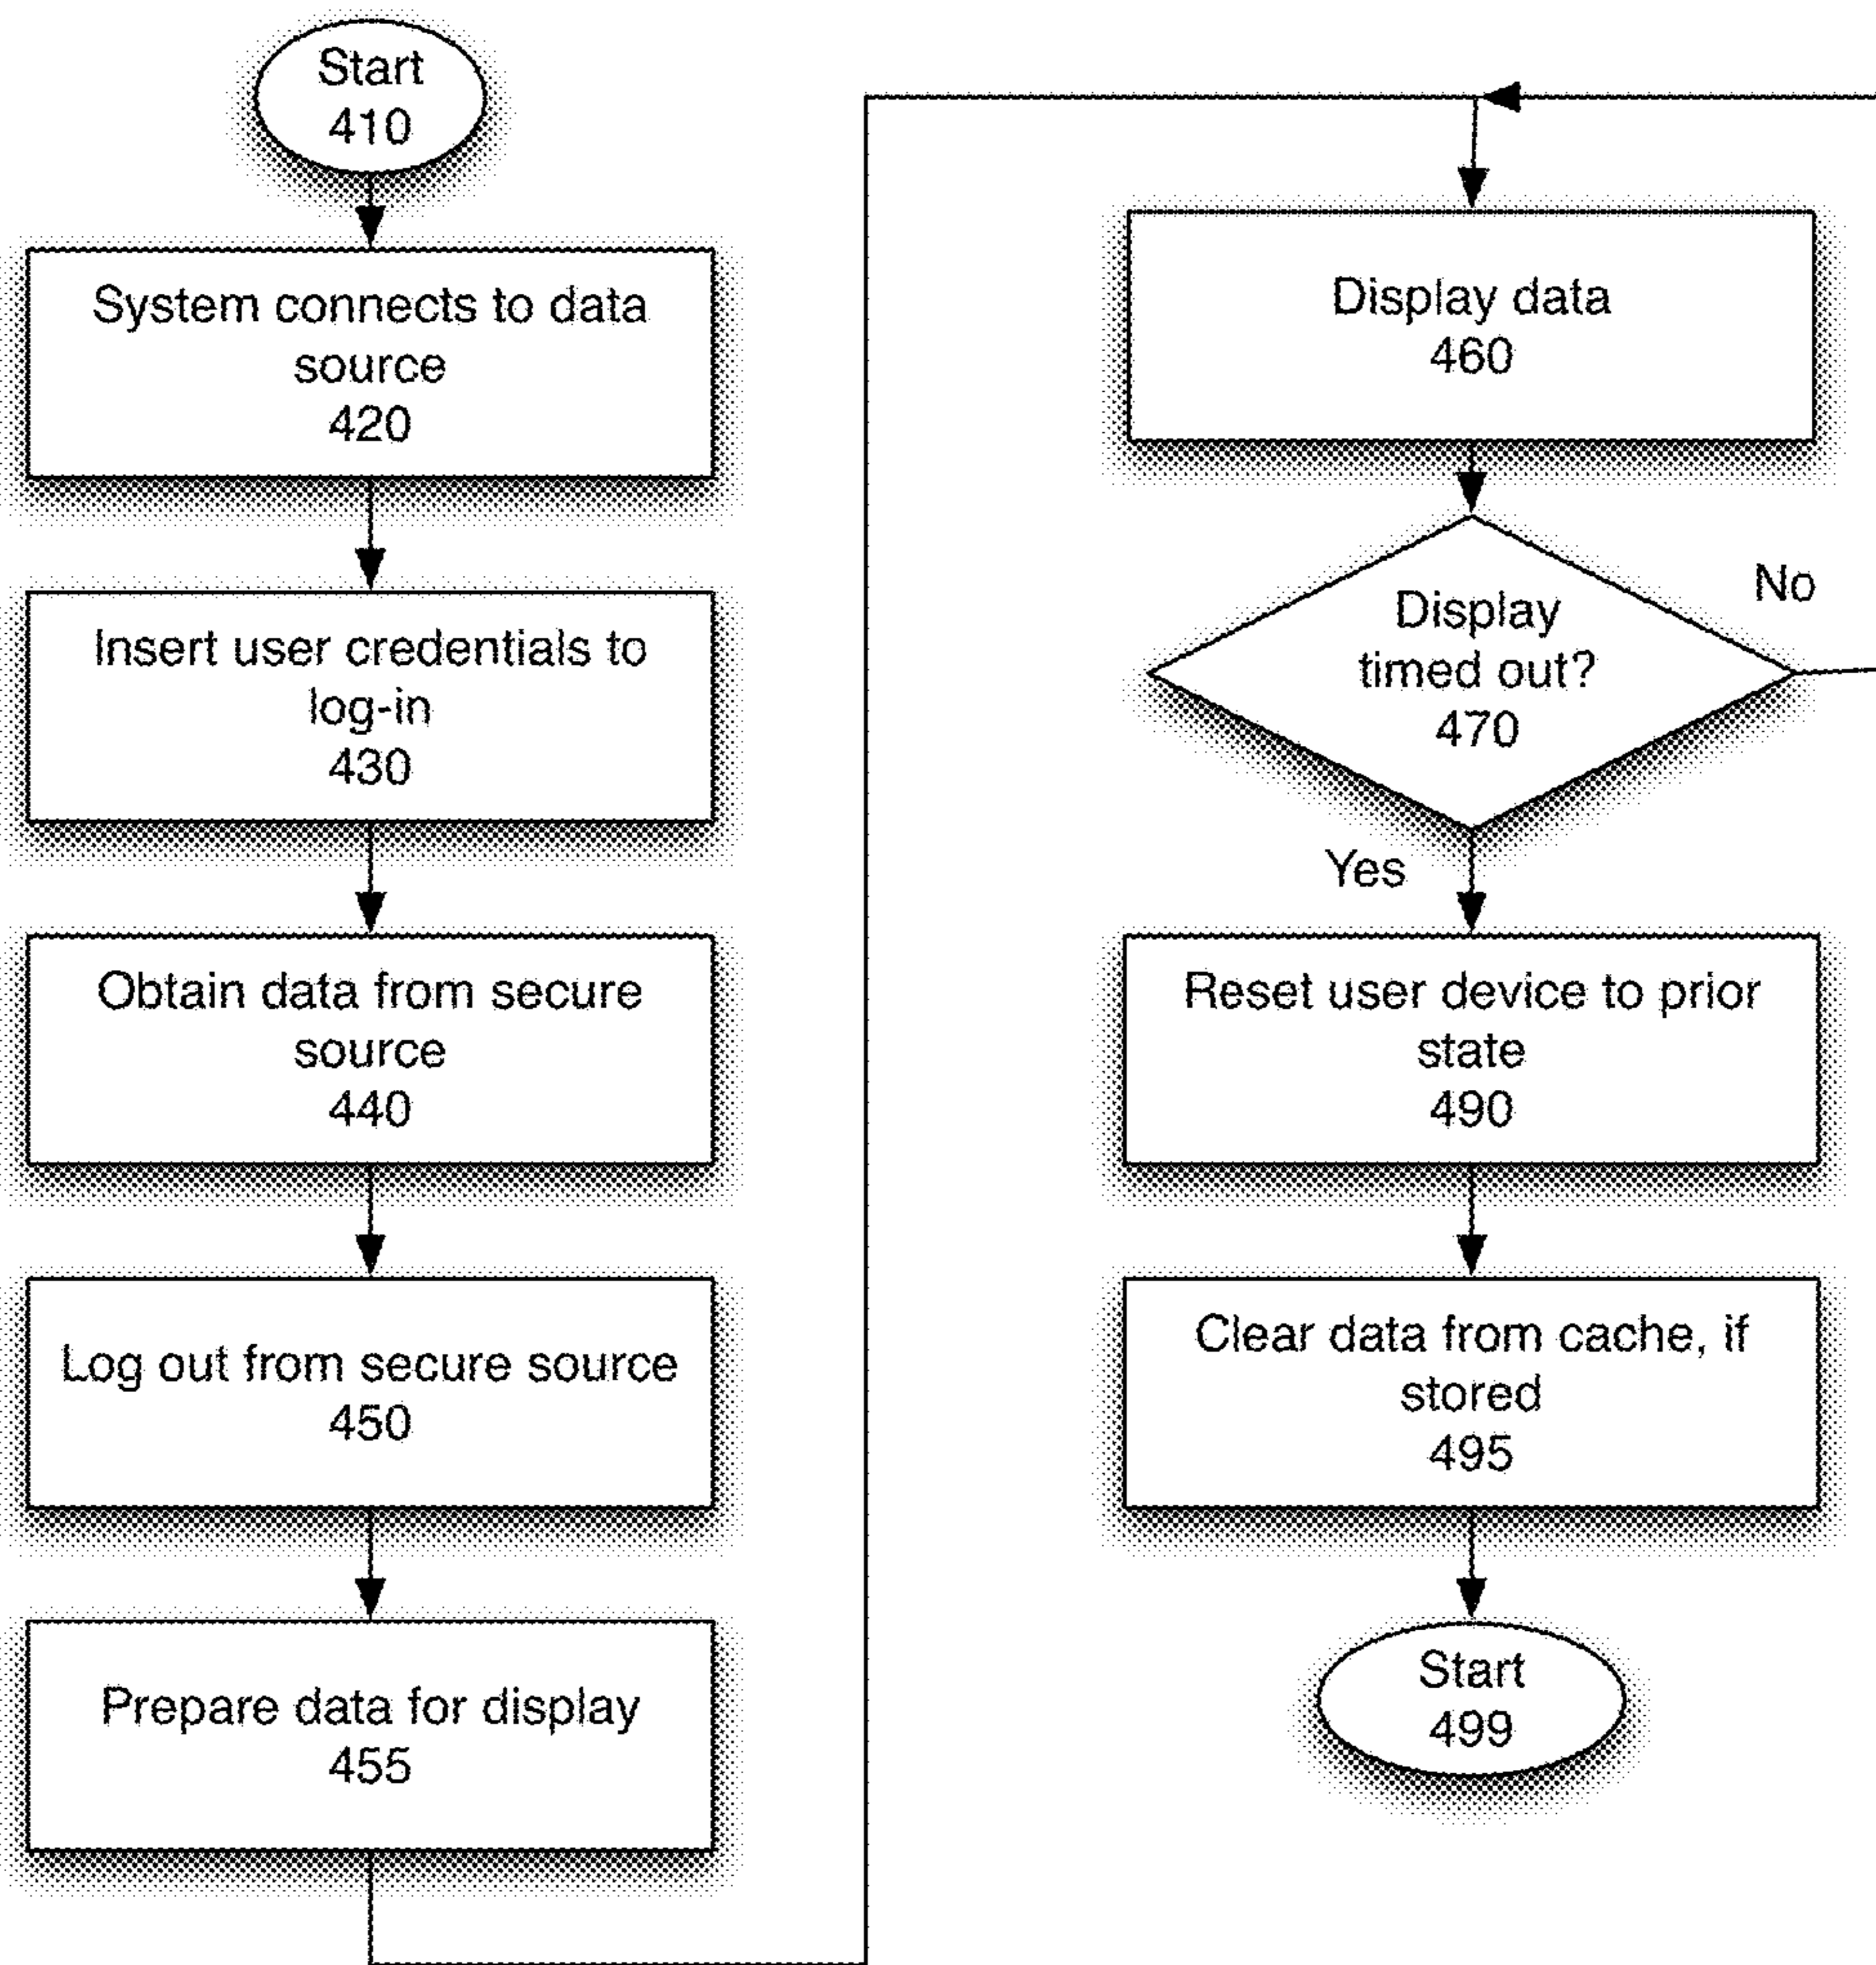 Start
410
System connects to data
source
420
Insert user credentials to
log-in
430
Obtain data from secure
source
440
Log out from secure source
450
Prepare data for display
455
Display data
460
Display
timed out?
470
No
Yes
Reset user device to prior
state
490
Clear data from cache, if
stored
495
Start
499